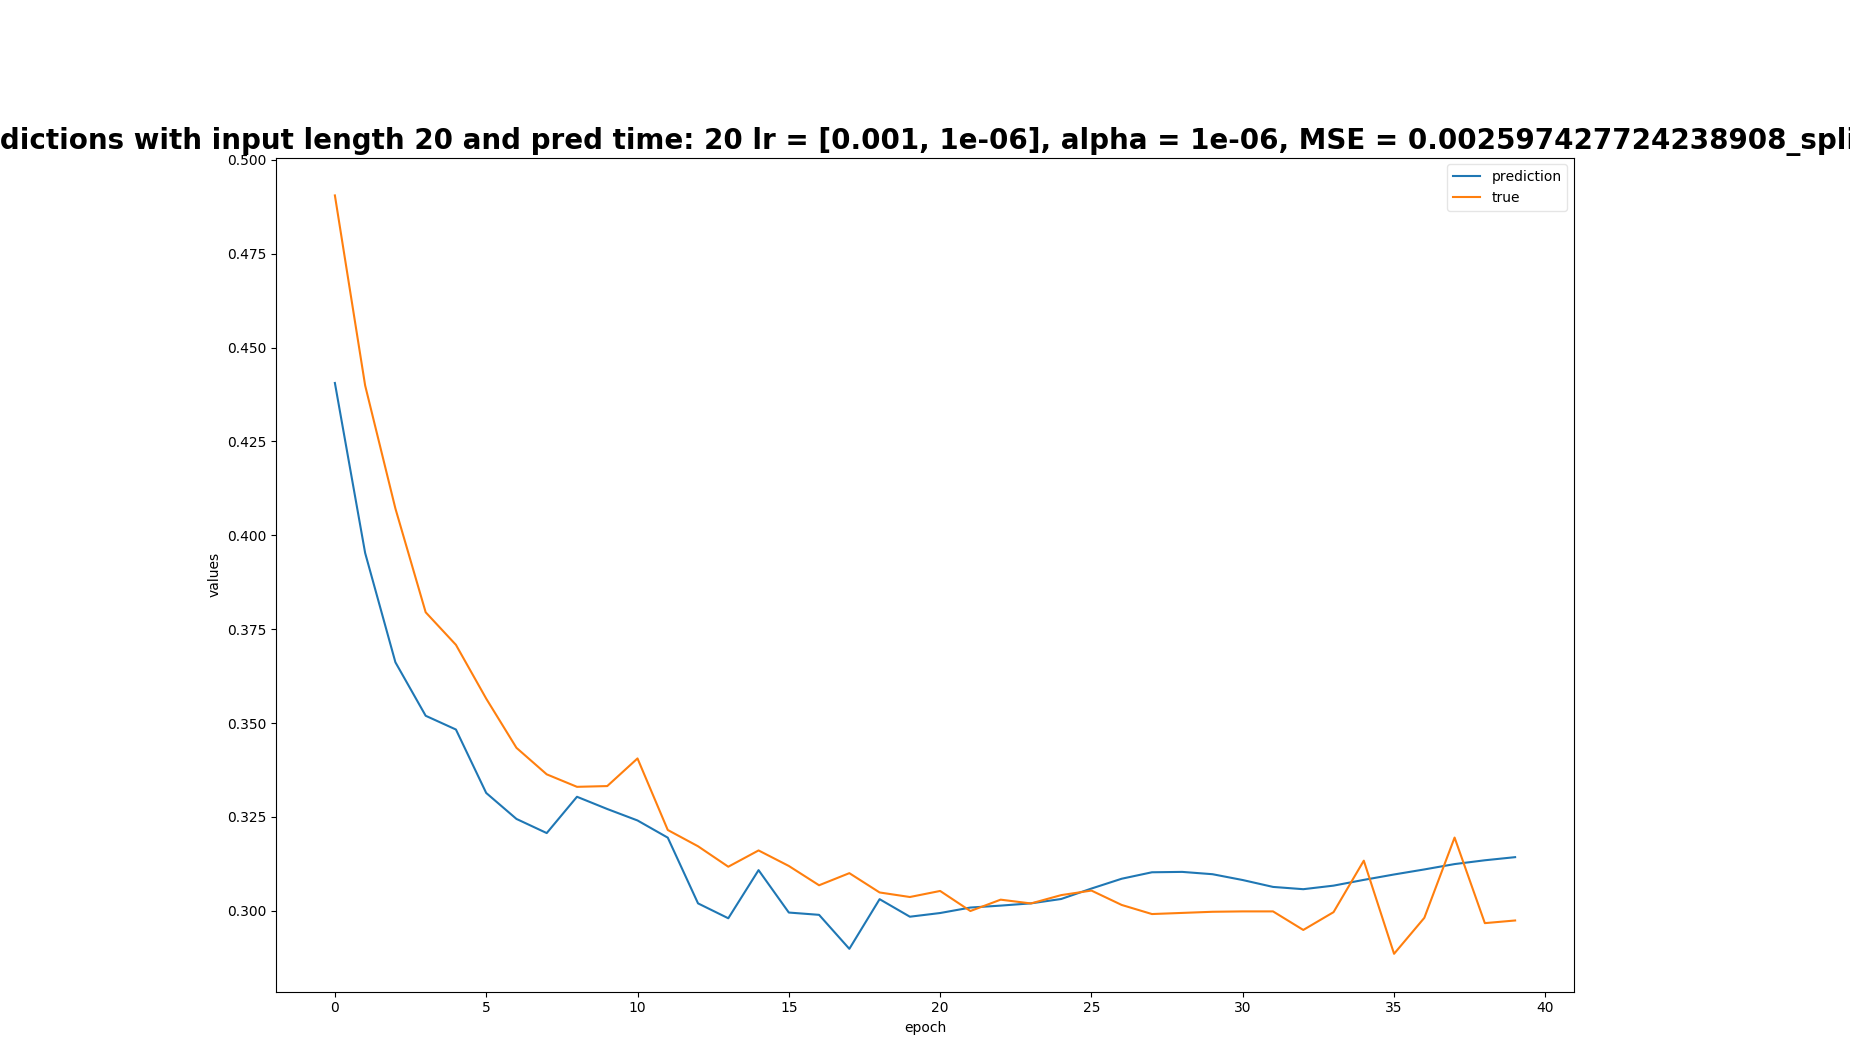 dictions with input length 20 and pred time: 20 lr = [0.001, 1e-06], alpha = 1e-06, MSE = 0.002597427724238908_spli
prediction
true
0.500
0.475
0.450
0.425
0.400
0.375
0.350
0.325
0.300
values
0 5 10 15 20 25 30 35 40
epoch